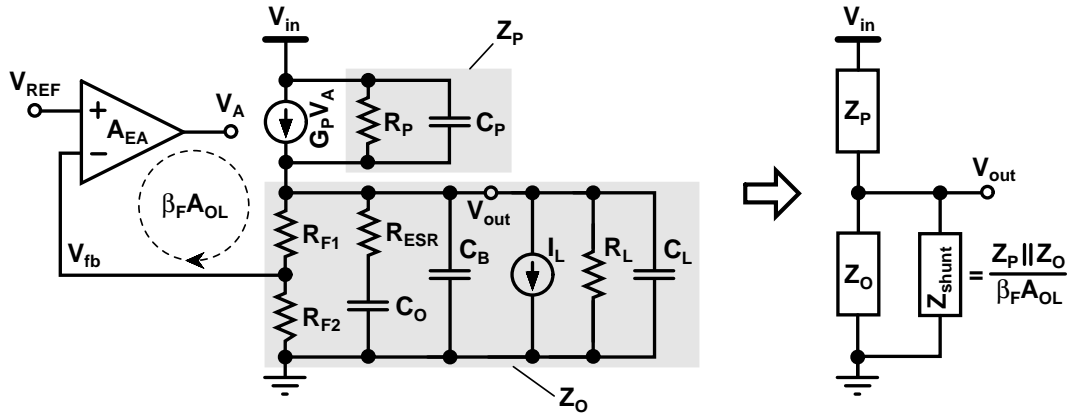 V_in
Z_P
V_REF
+
A_EA
−
V_A
G_PV_A
R_P
C_P
β_FA_OL
V_fb
R_F1
R_ESR
C_B
V_out
I_L
R_L
C_L
R_F2
C_O
Z_O
V_in
Z_P
V_out
Z_O
Z_shunt = Z_P||Z_O
β_FA_OL